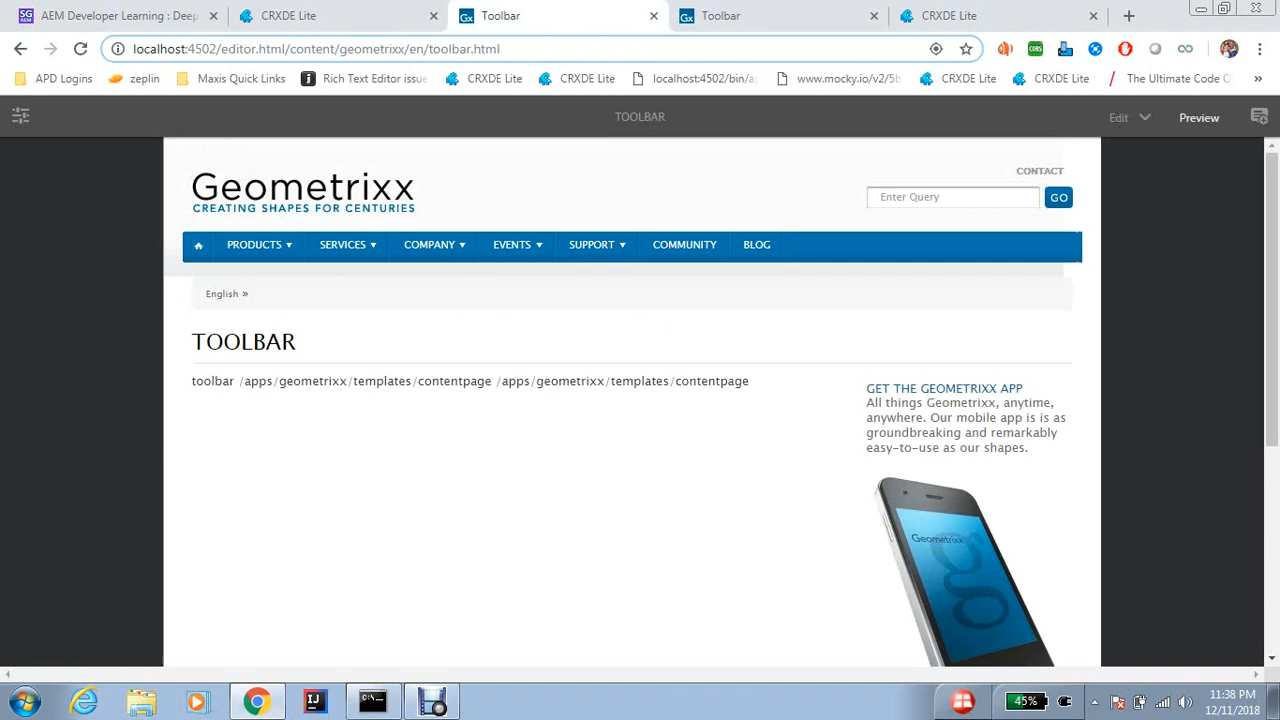 AEM Developer Learning : Deep
CRXDE Lite
Toolbar
Toolbar
CRXDE Lite
localhost:4502/editor.html/content/geometrixx/en/toolbar.html
APD Logins
zeplin
Maxis Quick Links
Rich Text Editor issue
CRXDE Lite
CRXDE Lite
localhost:4502/bin/a
www.mocky.io/v2/5b
CRXDE Lite
CRXDE Lite
The Ultimate Code Q
»
TOOLBAR
Edit
Preview
Geometrixx
CREATING SHAPES FOR CENTURIES
CONTACT
Enter Query
GO
PRODUCTS
SERVICES
COMPANY
EVENTS
SUPPORT
COMMUNITY
BLOG
English »
TOOLBAR
toolbar /apps/geometrixx/templates/contentpage /apps/geometrixx/templates/contentpage
GET THE GEOMETRIXX APP
All things Geometrixx, anytime,
anywhere. Our mobile app is is as
groundbreaking and remarkably
easy-to-use as our shapes.
Geometrixx
g
45%
11:38 PM
12/11/2018